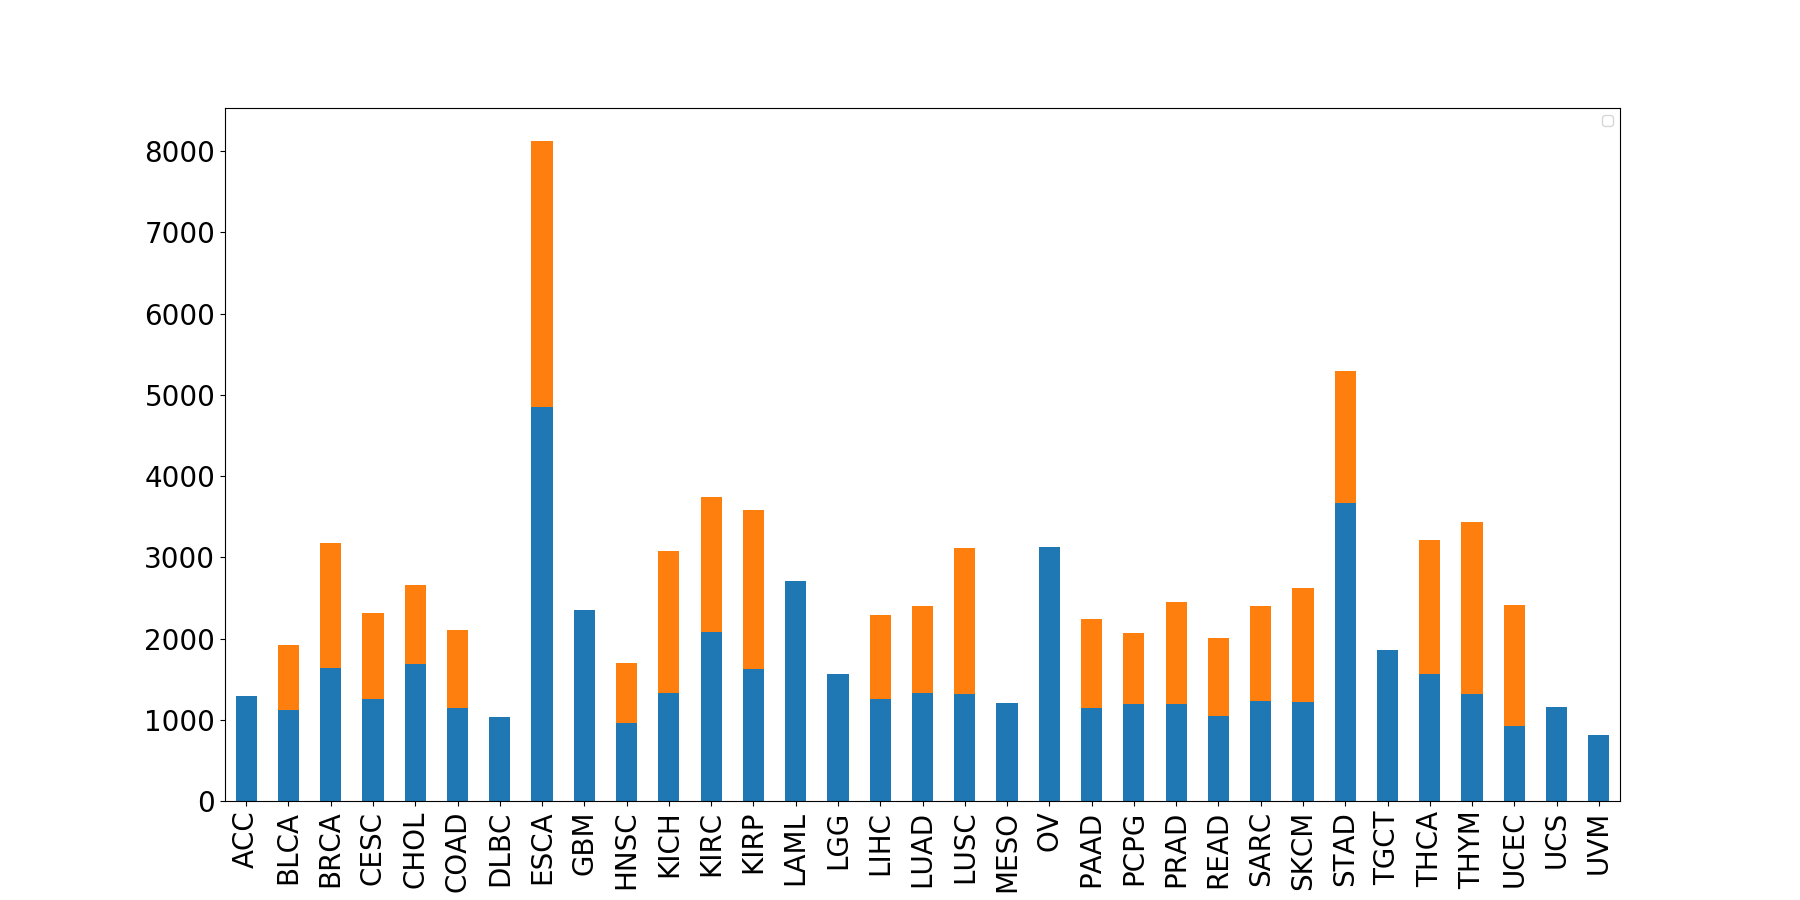 8000
7000
6000
5000
4000
3000
2000
1000
0
ACC
BLCA
BRCA
CESC
CHOL
COAD
DLBC
ESCA
GBM
HNSC
KICH
KIRC
KIRP
LAML
LGG
LIHC
LUAD
LUSC
MESO
OV
PAAD
PCPG
PRAD
READ
SARC
SKCM
STAD
TGCT
THCA
THYM
UCEC
UCS
UVM